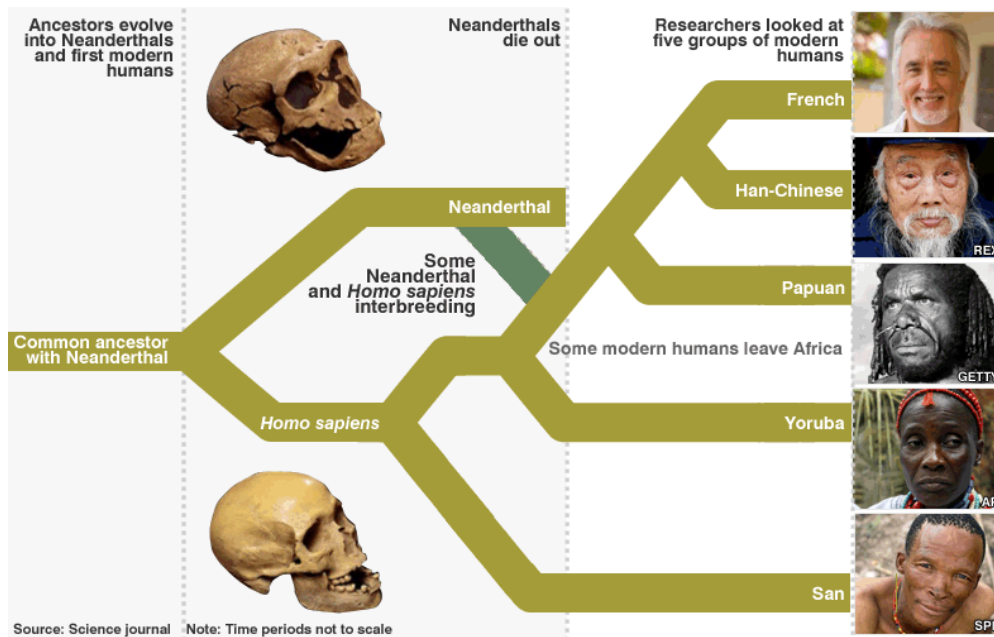 Ancestors evolve
into Neanderthals
and first modern
humans
Neanderthals
die out
Researchers looked at
five groups of modern
humans
French
Han-Chinese
Neanderthal
Some
Neanderthal
and Homo sapiens
interbreeding
Papuan
Common ancestor
with Neanderthal
Some modern humans leave Africa
Homo sapiens
Yoruba
San
REX
GETTY
AP
SPL
Source: Science journal
Note: Time periods not to scale